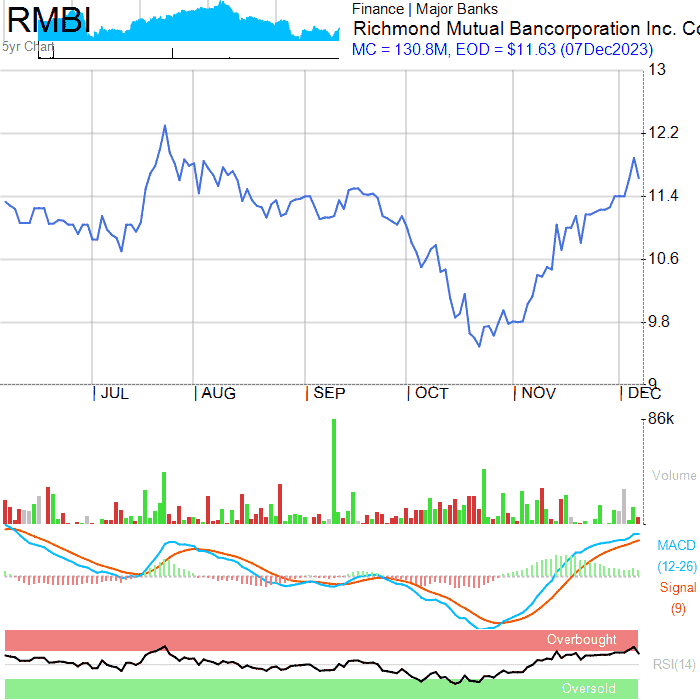 RMBI
5yr Chart
Finance | Major Banks
Richmond Mutual Bancorporation Inc. Co
MC = 130.8M, EOD = $11.63 (07Dec2023)
13
12.2
11.4
10.6
9.8
9
JUL AUG SEP OCT NOV DEC
86k
Volume
MACD
(12-26)
Signal
(9)
Overbought
RSI(14)
Oversold